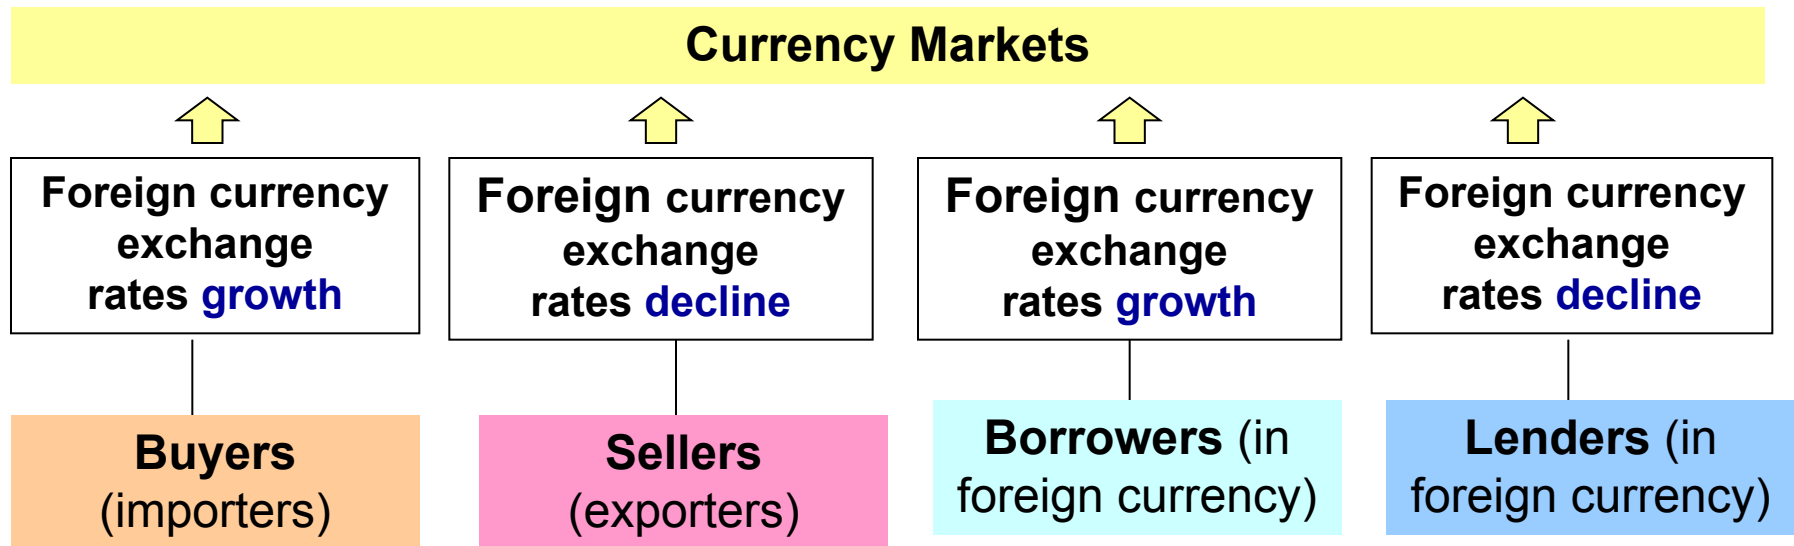 Currency Markets
Foreign currency
exchange
rates growth
Foreign currency
exchange
rates decline
Foreign currency
exchange
rates growth
Foreign currency
exchange
rates decline
Buyers
(importers)
Sellers
(exporters)
Borrowers (in
foreign currency)
Lenders (in
foreign currency)